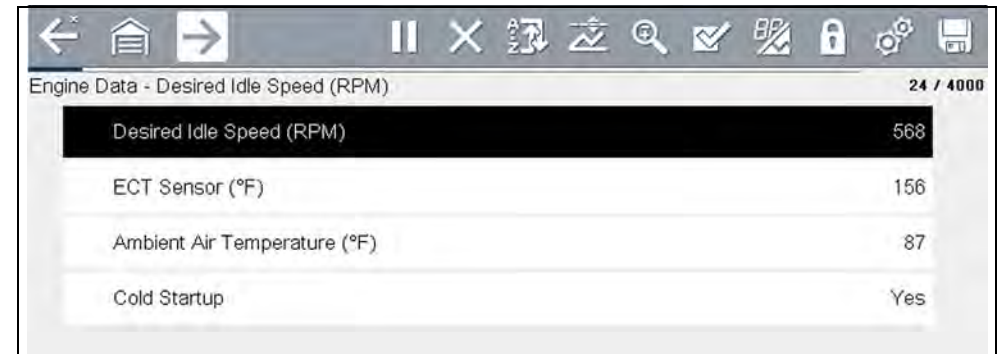 Engine Data - Desired Idle Speed (RPM) 24 / 4000
Desired Idle Speed (RPM) 568
ECT Sensor (°F) 156
Ambient Air Temperature (°F) 87
Cold Startup Yes